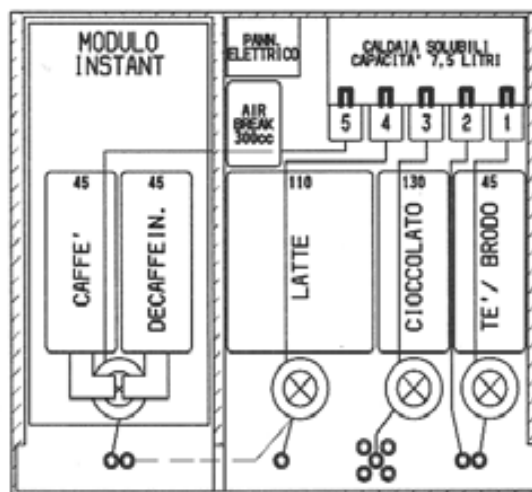 MODULO
INSTANT
PANN.
ELETTRICO
CALDAIA SOLUBILI
CAPACITA' 7,5 LITRI
AIR
BREAK
300cc
5 4 3 2 1
45 45 110 130 45
CAFFE'
DECAFFEIN.
LATTE
CIOCCOLATO
TE'/ BRODO